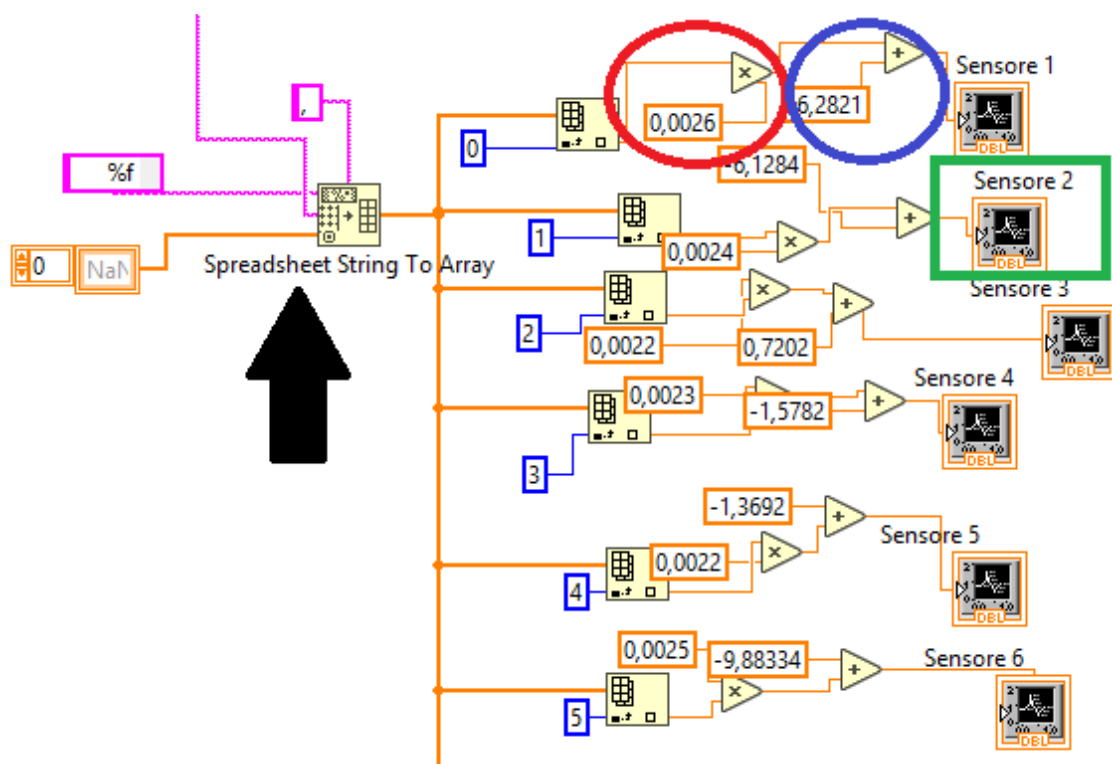 Sensore 1
,
0,0026
6,2821
0
%f
-6,1284
Sensore 2
1
0,0024
0
NaN
Spreadsheet String To Array
Sensore 3
2
0,0022
0,7202
Sensore 4
0,0023
-1,5782
3
-1,3692
Sensore 5
0,0022
4
0,0025
-9,88334
Sensore 6
5
DBL
DBL
DBL
DBL
DBL
DBL